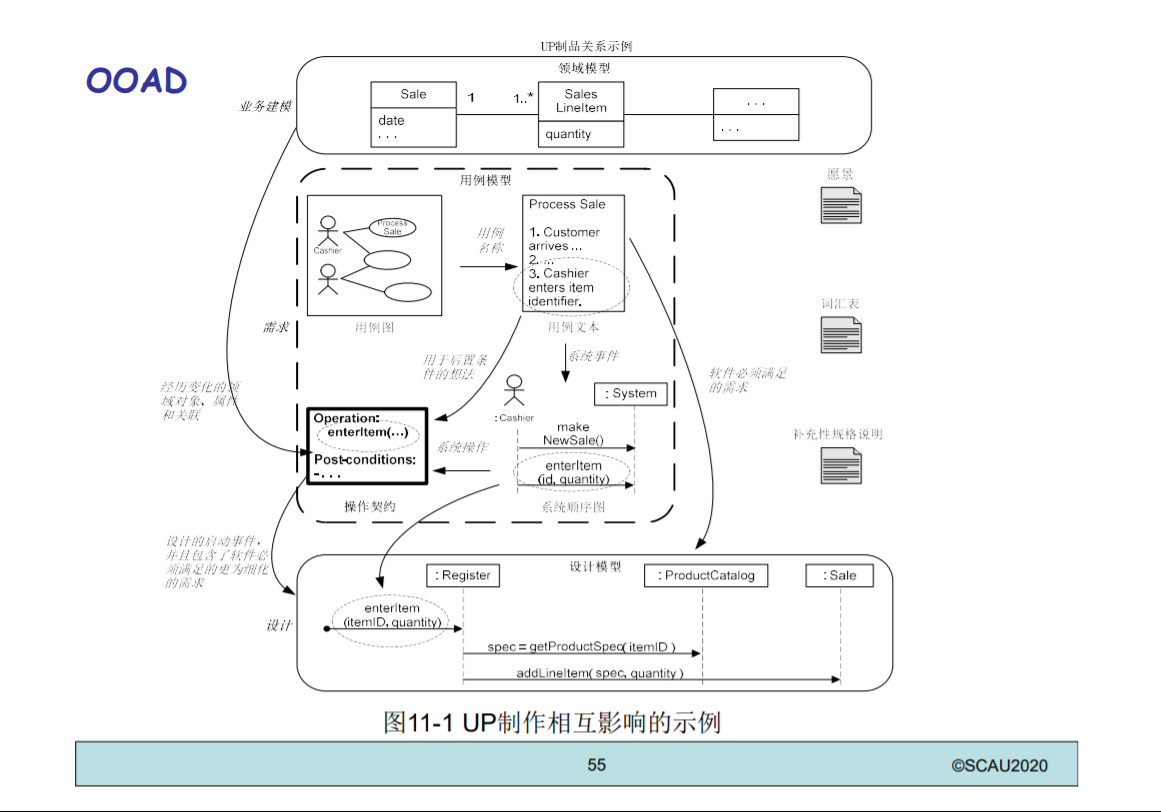 UP制品关系示例
OOAD
领域模型
业务建模
Sale
1
1..*
Sales
LineItem
. . .
date
. . .
quantity
. . .
用例模型
愿景
Process
Sale
Cashier
用例
名称
Process Sale
1. Customer
arrives ...
2. ...
3. Cashier
enters item
identifier.
需求
用例图
用例文本
词汇表
用于后置条
件的想法
系统事件
软件必须满足
的需求
经历变化的领
域对象、属性
和关联
: System
: Cashier
Operation:
enterItem(…)
Post-conditions:
- . . .
make
NewSale()
系统操作
enterItem
(id, quantity)
补充性规格说明
操作契约
系统顺序图
设计的启动事件，
并且包含了软件必
须满足的更为细化
的需求
设计模型
: Register
: ProductCatalog
: Sale
设计
enterItem
(itemID, quantity)
spec = getProductSpec( itemID )
addLineItem( spec, quantity )
图11-1 UP制作相互影响的示例
55
©SCAU2020